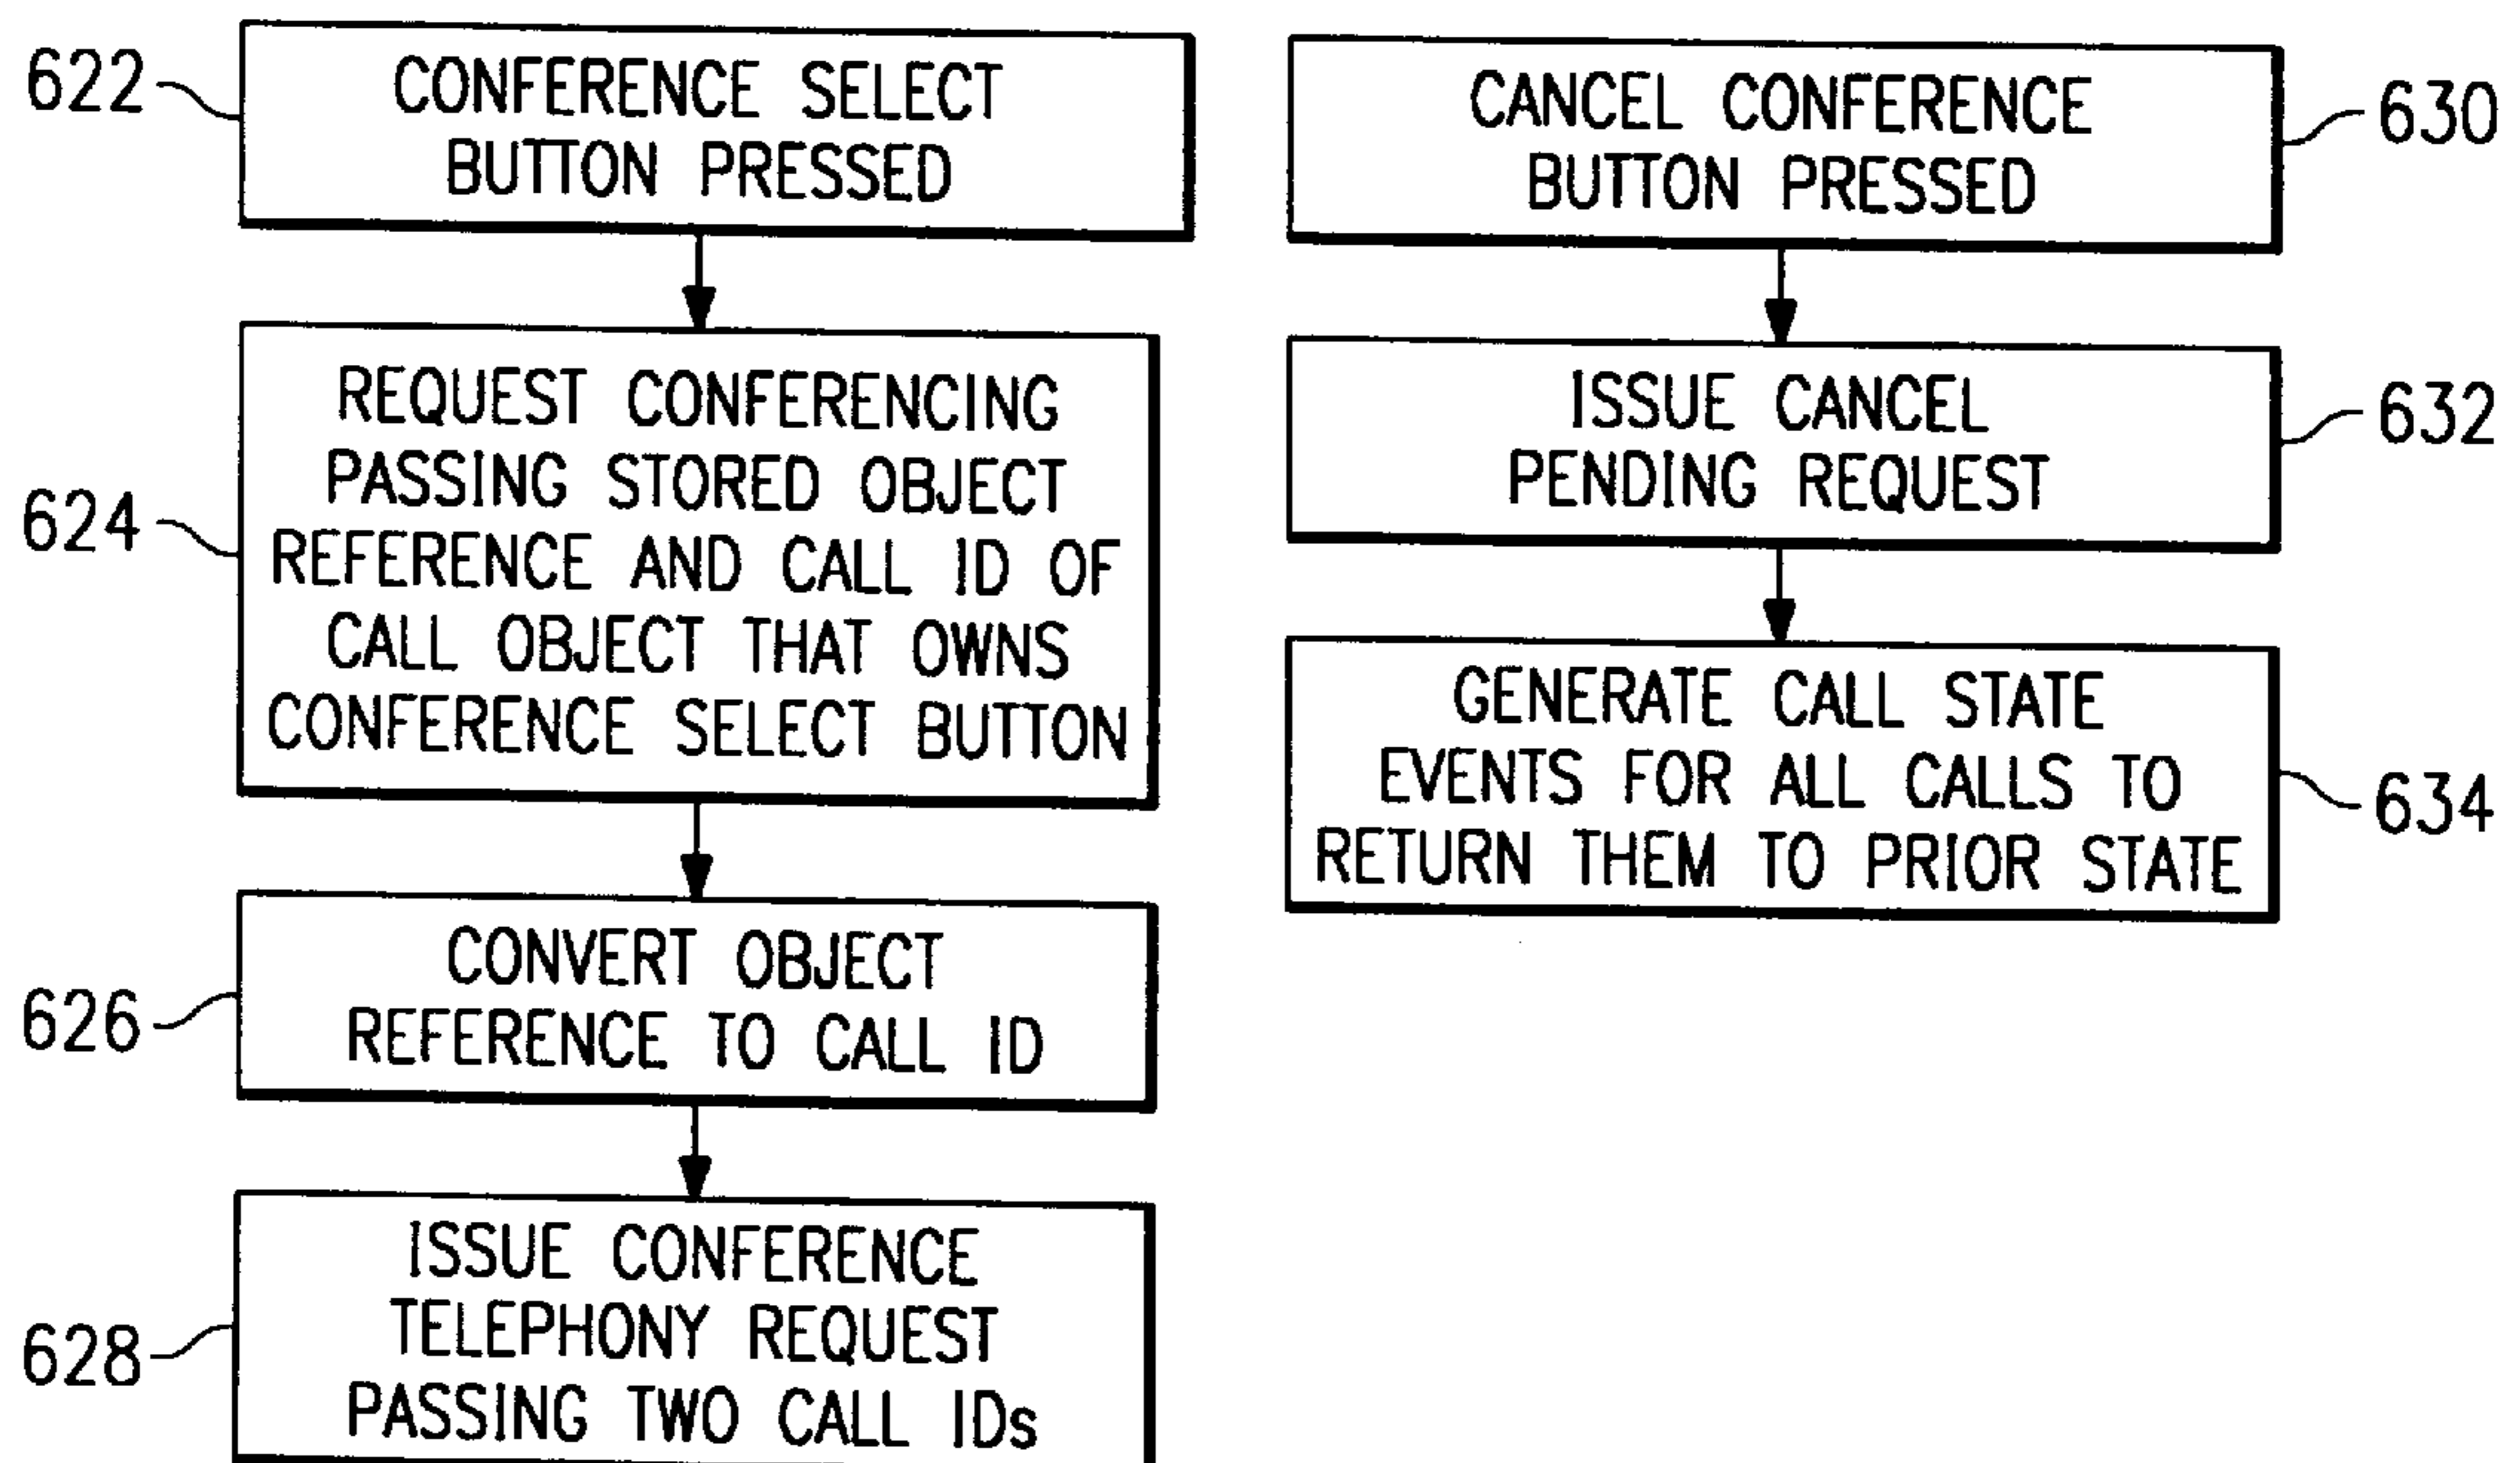 622
CONFERENCE SELECT
BUTTON PRESSED
624
REQUEST CONFERENCING
PASSING STORED OBJECT
REFERENCE AND CALL ID OF
CALL OBJECT THAT OWNS
CONFERENCE SELECT BUTTON
626
CONVERT OBJECT
REFERENCE TO CALL ID
628
ISSUE CONFERENCE
TELEPHONY REQUEST
PASSING TWO CALL IDs
CANCEL CONFERENCE
BUTTON PRESSED
630
ISSUE CANCEL
PENDING REQUEST
632
GENERATE CALL STATE
EVENTS FOR ALL CALLS TO
RETURN THEM TO PRIOR STATE
634